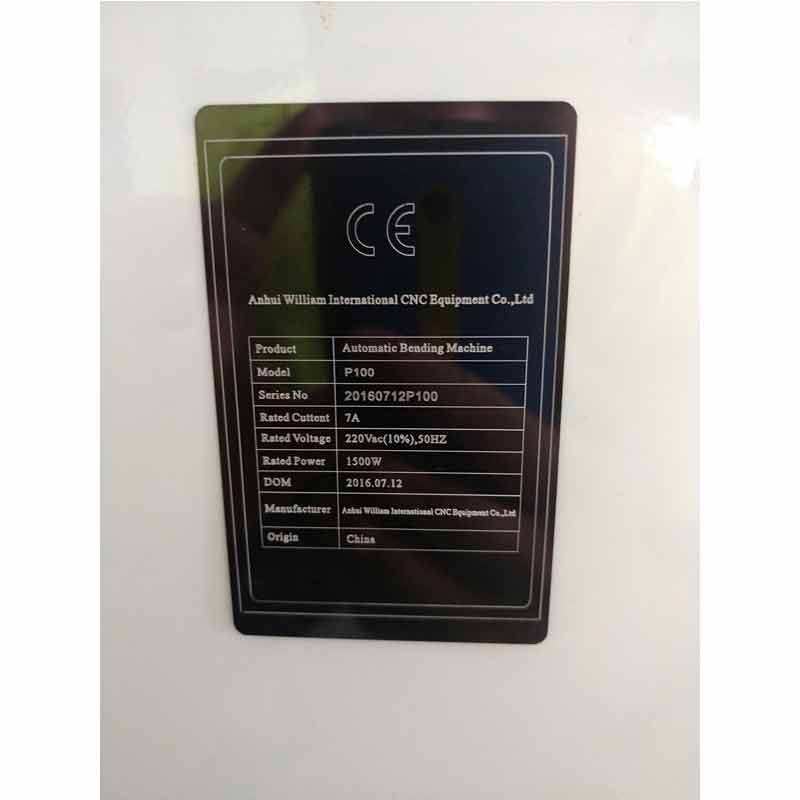 CE
Anhui William International CNC Equipment Co.,Ltd
Product Automatic Bending Machine
Model P100
Series No 20160712P100
Rated Cuttent 7A
Rated Voltage 220Vac(10%),50HZ
Rated Power 1500W
DOM 2016.07.12
Manufacturer Anhui William International CNC Equipment Co.,Ltd
Origin China